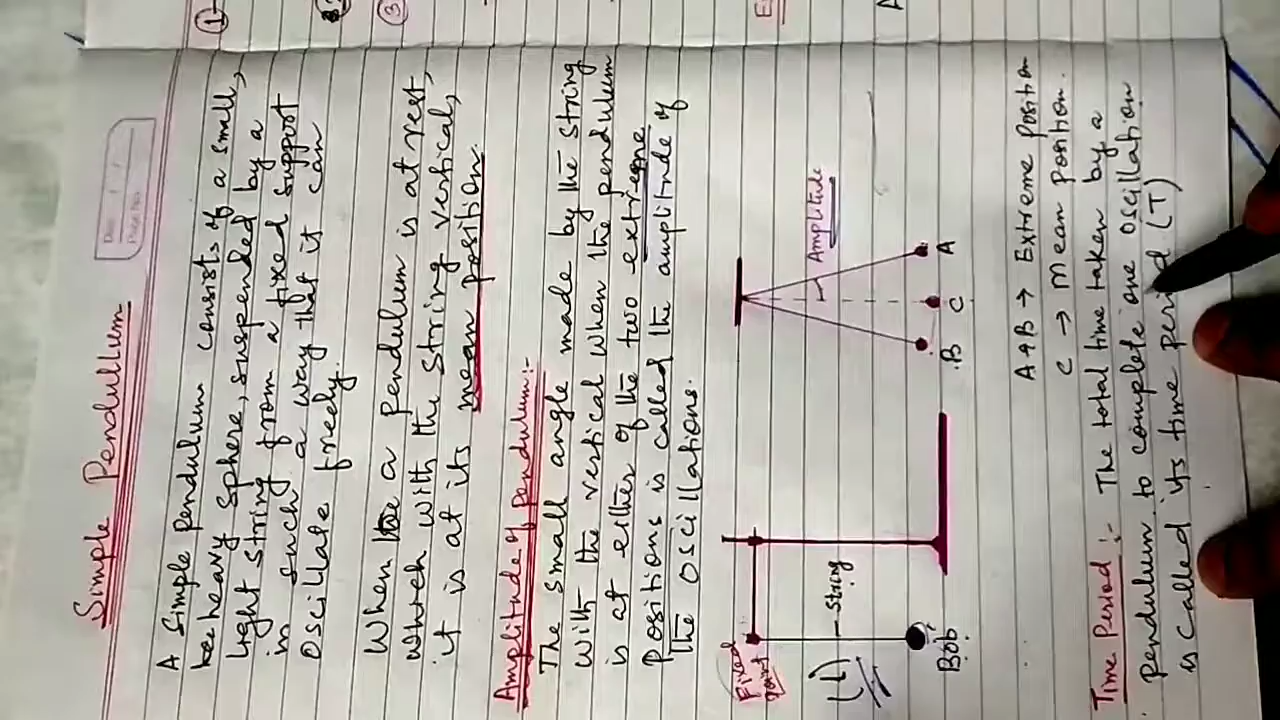 Simple Pendullum
A Simple pendulum consists of a small,
heavy Sphere, suspended by a
light string from a fixed support
in such a way that it can
Oscillate freely.
When a pendulum is at rest,
which with the string vertical,
it is at its mean position.
Amplitude of pendulum:-
The small angle made by the string
with the vertical when the pendulum
is at either of the two extreme
Positions is called the amplitude of
the oscillations.
Fixed
point
(L)
String
Bob
Amplitude
B C A
A+B → Extreme position
C → Mean position.
Time Period :- The total time taken by a
pendulum to complete one oscillation
is called its time period (T)